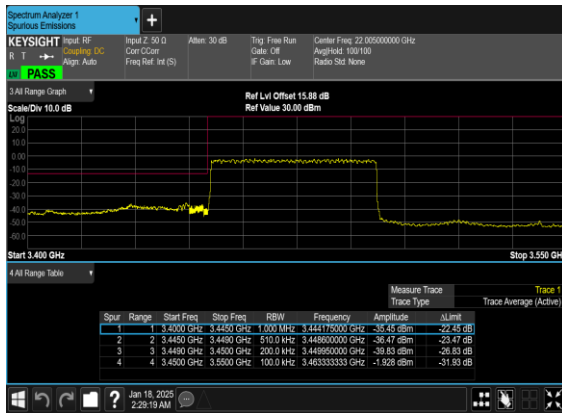 Spectrum Analyzer 1
Spurious Emissions
KEYSIGHT Input: RF Input Z: 50 Ω Atten: 30 dB Trig: Free Run Center Freq: 22.005000000 GHz
R T Coupling: DC Corr CCorr Gate: Off Avg|Hold: 100/100
Align: Auto Freq Ref: Int (S) IF Gain: Low Radio Std: None
PASS
3 All Range Graph
Ref Lvl Offset 15.88 dB
Scale/Div 10.0 dB Ref Value 30.00 dBm
Log
20.0
10.0
0.00
-10.0
-20.0
-30.0
-40.0
-50.0
-60.0
Start 3.400 GHz Stop 3.550 GH
4 All Range Table
Measure Trace Trace 1
Trace Type Trace Average (Active)
Spur Range Start Freq Stop Freq RBW Frequency Amplitude ΔLimit
1 1 3.4000 GHz 3.4450 GHz 1.000 MHz 3.444175000 GHz -35.45 dBm -22.45 dB
2 2 3.4450 GHz 3.4490 GHz 510.0 kHz 3.448600000 GHz -36.47 dBm -23.47 dB
3 3 3.4490 GHz 3.4500 GHz 200.0 kHz 3.449950000 GHz -39.83 dBm -26.83 dB
4 4 3.4500 GHz 3.5500 GHz 100.0 kHz 3.463333333 GHz -1.928 dBm -31.93 dB
Jan 18, 2025
2:29:19 AM